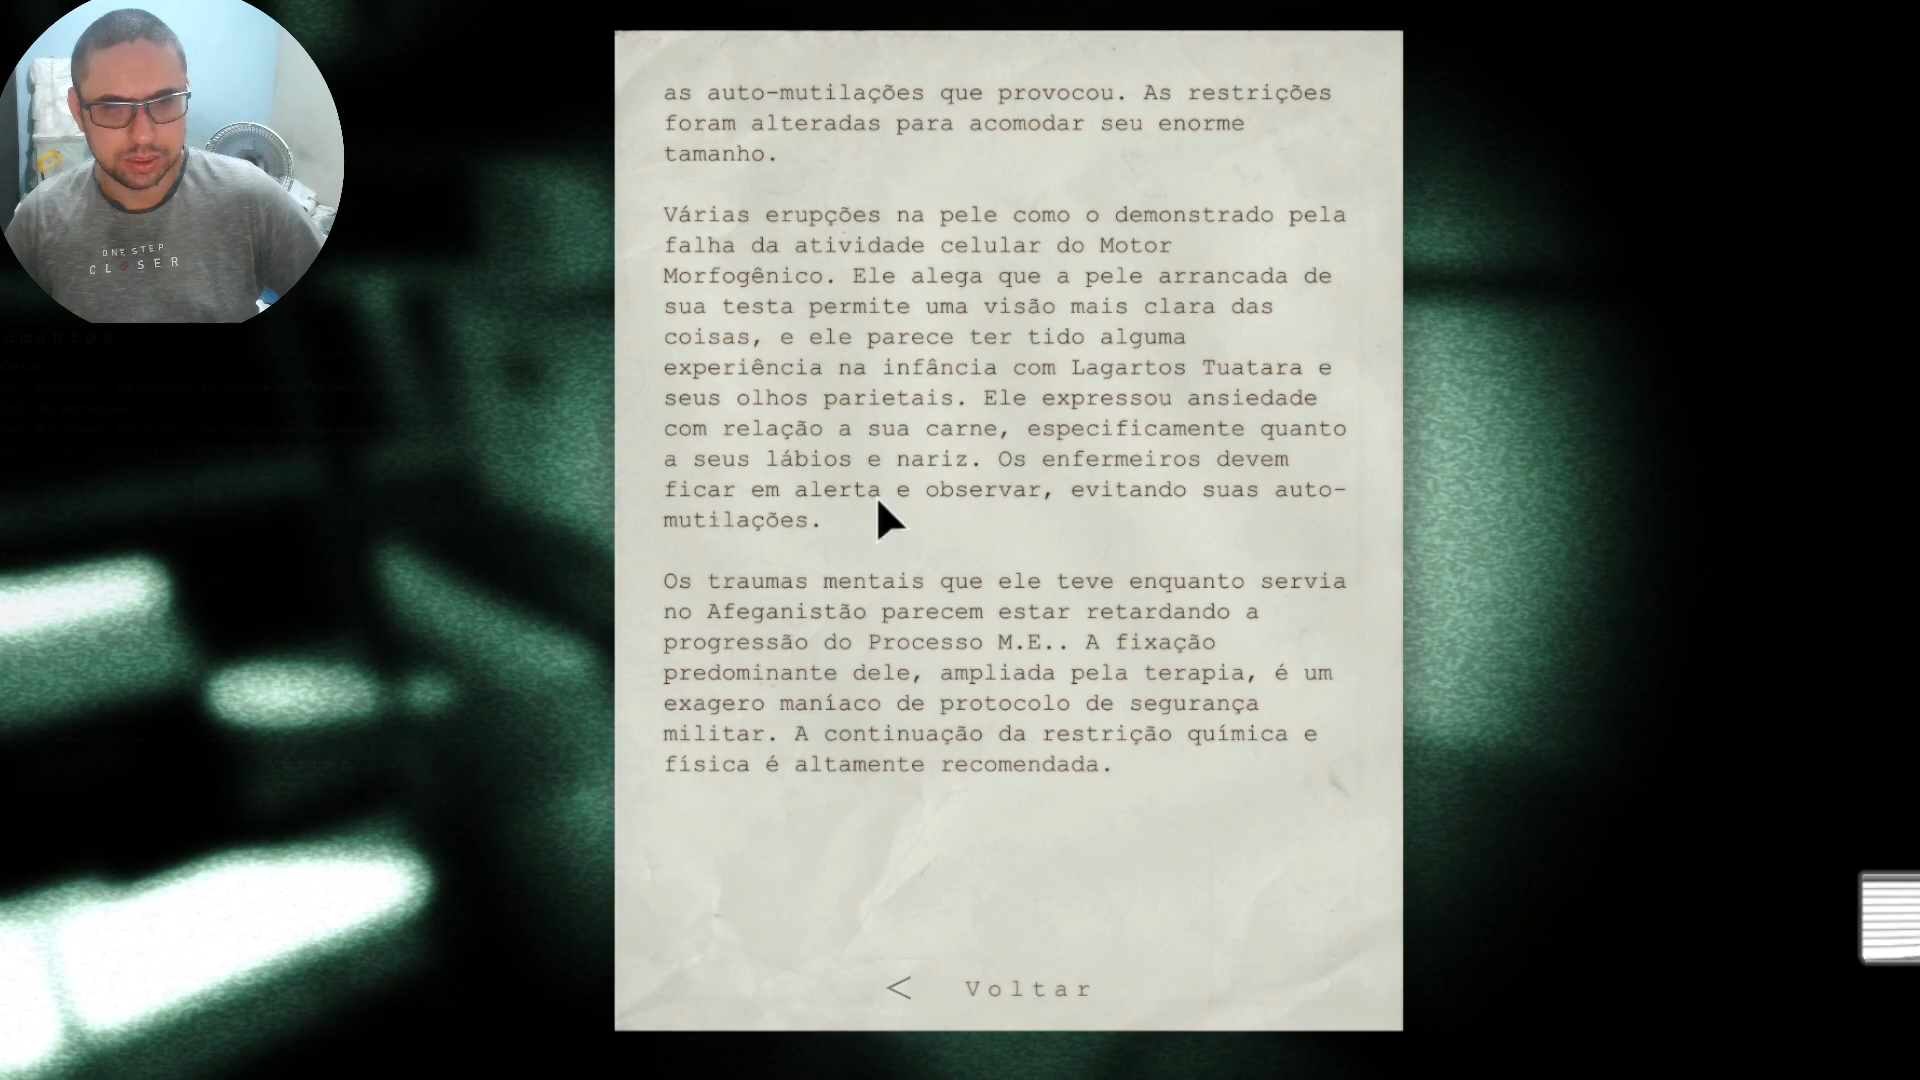 ONE STEP
CLOSER
as auto-mutilações que provocou. As restrições
foram alteradas para acomodar seu enorme
tamanho.
Várias erupções na pele como o demonstrado pela
falha da atividade celular do Motor
Morfogênico. Ele alega que a pele arrancada de
sua testa permite uma visão mais clara das
coisas, e ele parece ter tido alguma
experiência na infância com Lagartos Tuatara e
seus olhos parietais. Ele expressou ansiedade
com relação a sua carne, especificamente quanto
a seus lábios e nariz. Os enfermeiros devem
ficar em alerta e observar, evitando suas auto-
mutilações.
Os traumas mentais que ele teve enquanto servia
no Afeganistão parecem estar retardando a
progressão do Processo M.E.. A fixação
predominante dele, ampliada pela terapia, é um
exagero maníaco de protocolo de segurança
militar. A continuação da restrição química e
física é altamente recomendada.
< Voltar